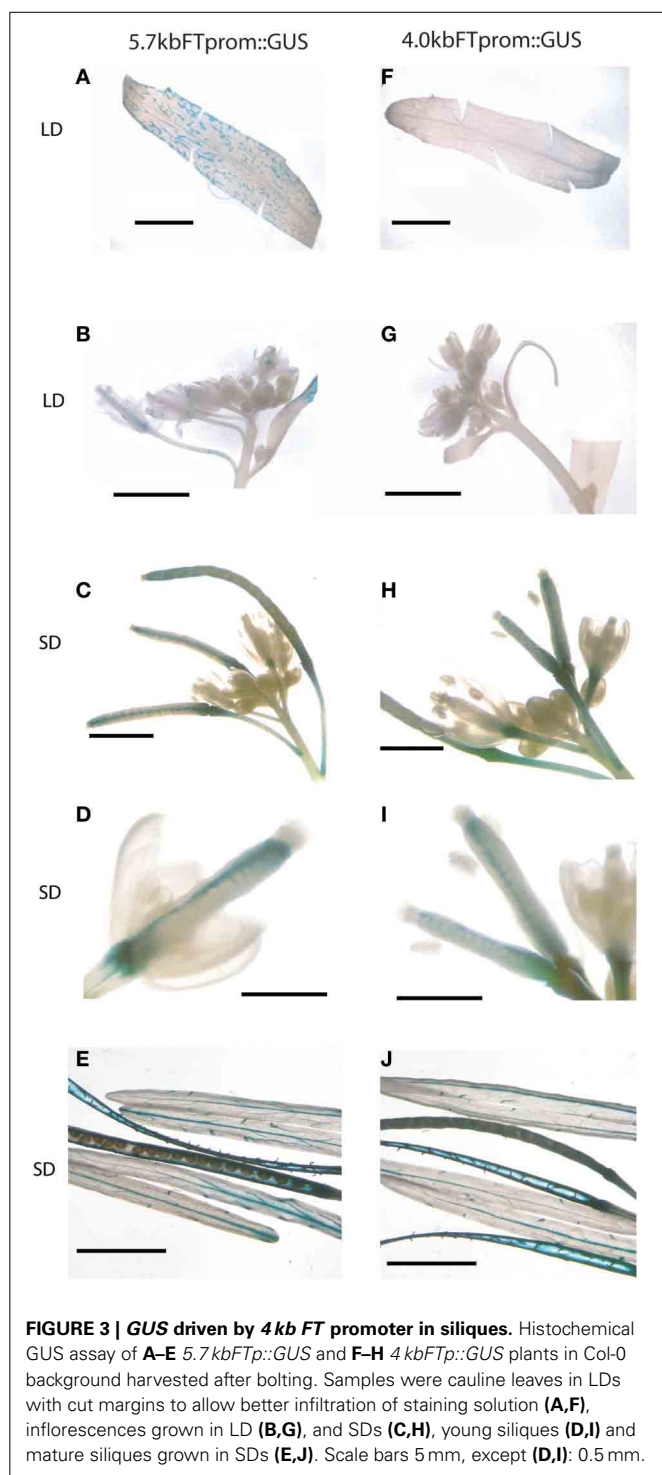 5.7kbFTprom::GUS 4.0kbFTprom::GUS
A F
LD
B G
LD
C H
SD
D I
SD
E J
SD
FIGURE 3 | GUS driven by 4 kb FT promoter in siliques. Histochemical
GUS assay of A–E 5.7 kbFTp::GUS and F–H 4 kbFTp::GUS plants in Col-0
background harvested after bolting. Samples were cauline leaves in LDs
with cut margins to allow better infiltration of staining solution (A,F),
inflorescences grown in LD (B,G), and SDs (C,H), young siliques (D,I) and
mature siliques grown in SDs (E,J). Scale bars 5 mm, except (D,I): 0.5 mm.